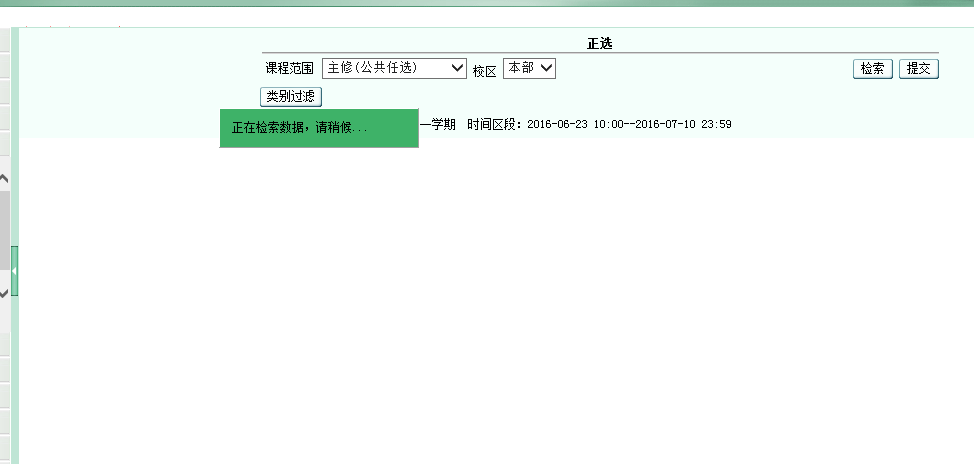 正选
课程范围 主修(公共任选) 校区 本部 检索 提交
类别过滤
正在检索数据，请稍候...
一学期 时间区段：2016-06-23 10:00--2016-07-10 23:59